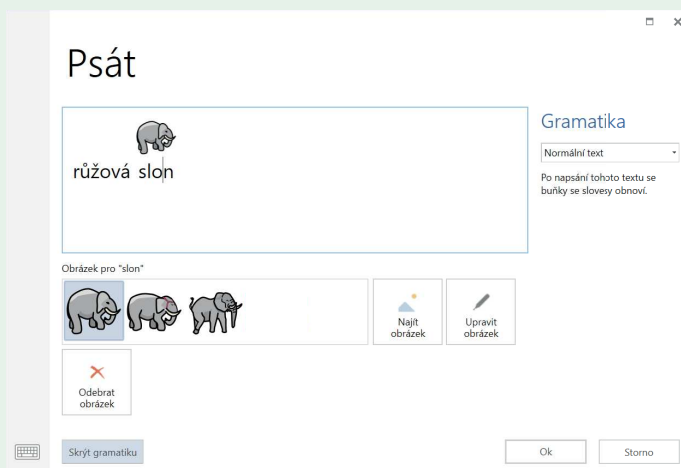 Psát
růžová slon
Gramatika
Normální text
Po napsání tohoto textu se
buňky se slovesy obnoví.
Obrázek pro "slon"
Najít
obrázek
Upravit
obrázek
Odebrat
obrázek
Skrýt gramatiku
Ok
Storno